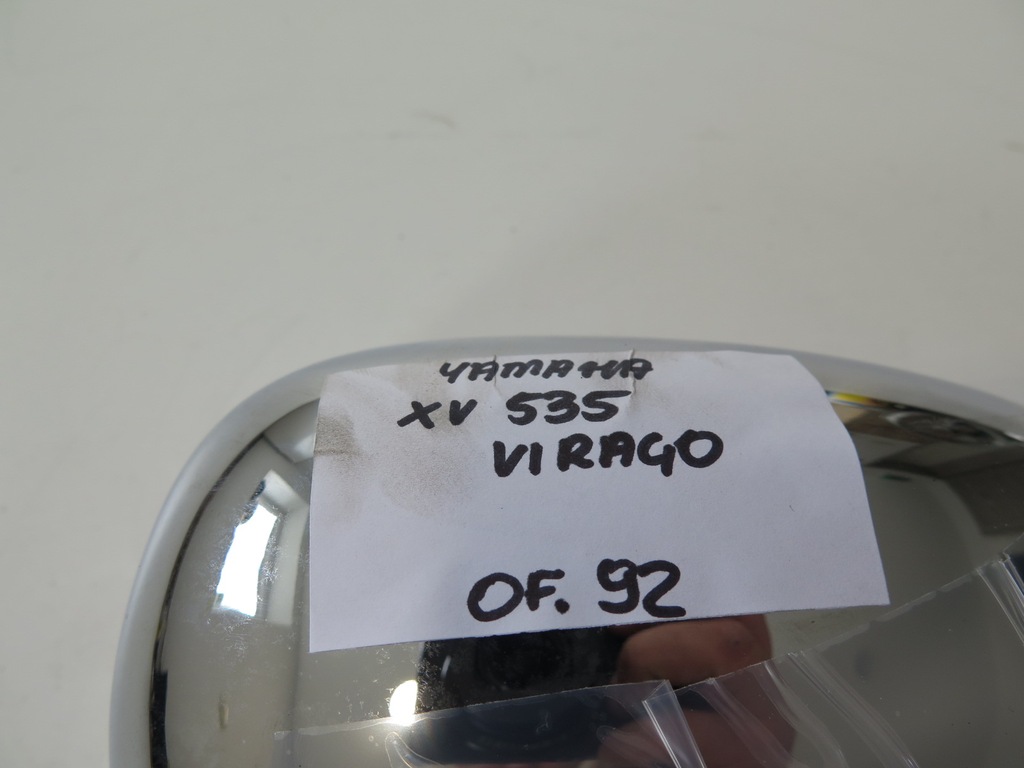 YAMAHA
XV 535
VIRAGO
OF. 92